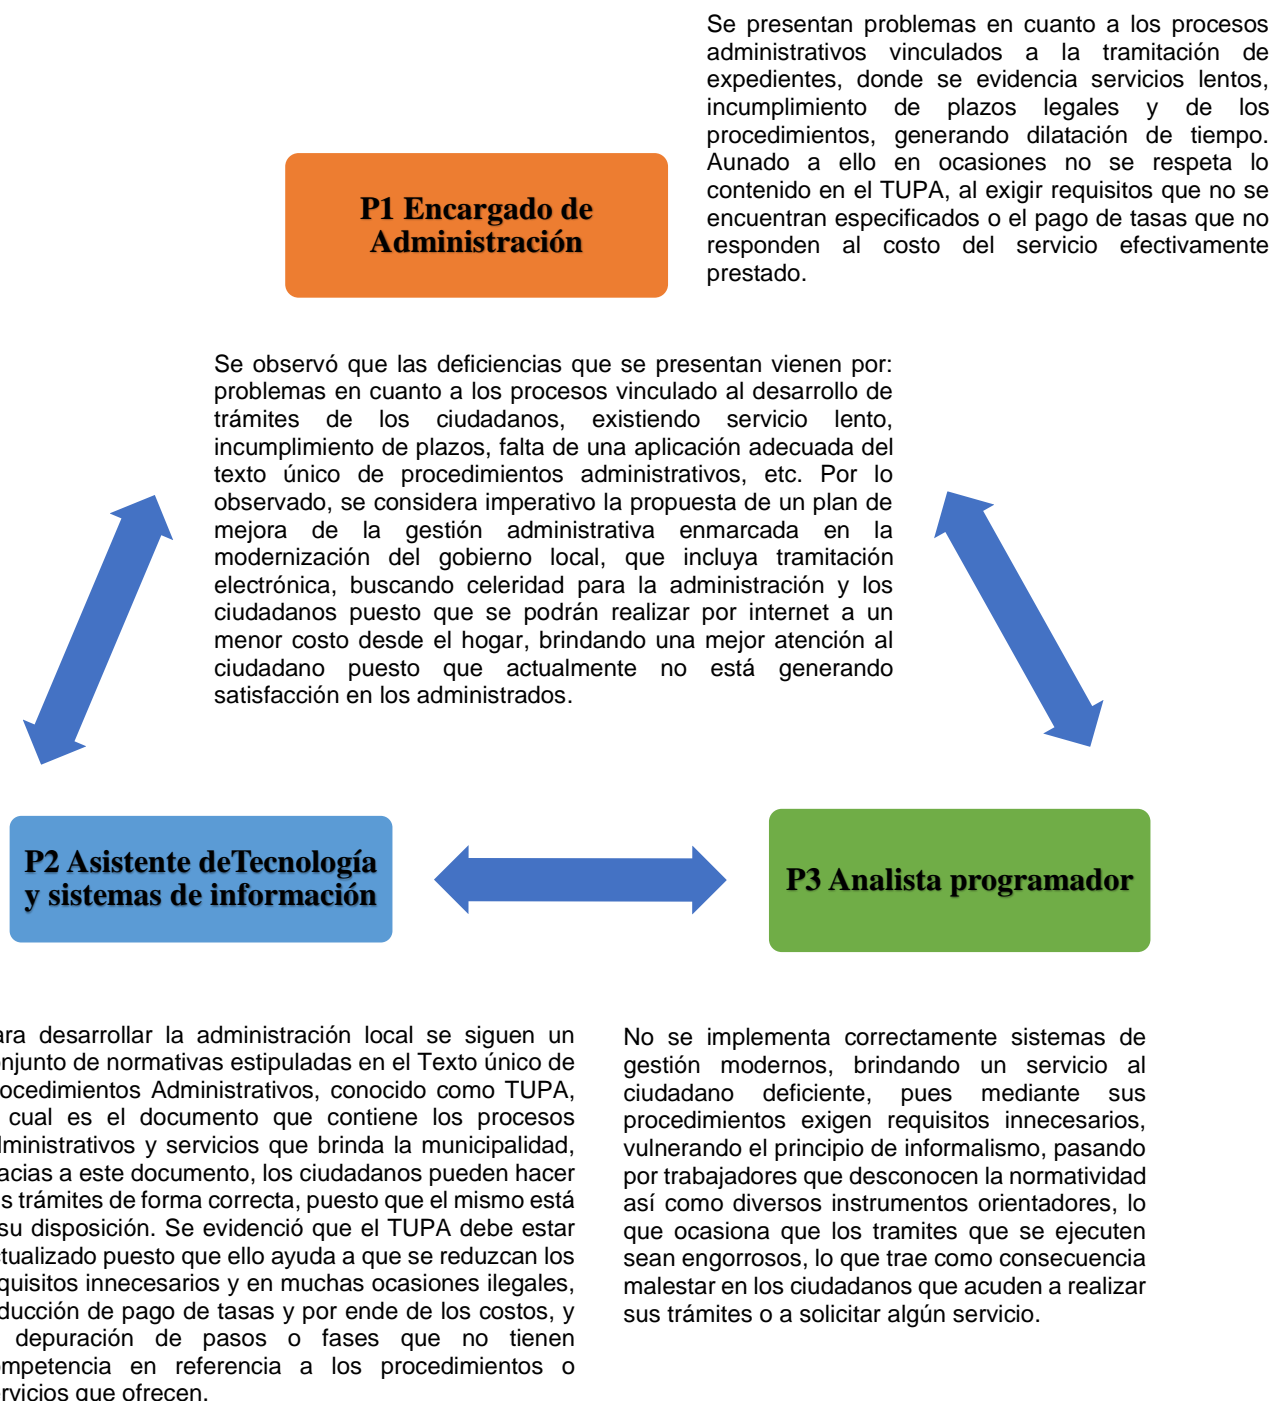 Se presentan problemas en cuanto a los procesos
administrativos vinculados a la tramitación de
expedientes, donde se evidencia servicios lentos,
incumplimiento de plazos legales y de los
procedimientos, generando dilatación de tiempo.
Aunado a ello en ocasiones no se respeta lo
contenido en el TUPA, al exigir requisitos que no se
encuentran especificados o el pago de tasas que no
responden al costo del servicio efectivamente
prestado.
P1 Encargado de
Administración
Se observó que las deficiencias que se presentan vienen por:
problemas en cuanto a los procesos vinculado al desarrollo de
trámites de los ciudadanos, existiendo servicio lento,
incumplimiento de plazos, falta de una aplicación adecuada del
texto único de procedimientos administrativos, etc. Por lo
observado, se considera imperativo la propuesta de un plan de
mejora de la gestión administrativa enmarcada en la
modernización del gobierno local, que incluya tramitación
electrónica, buscando celeridad para la administración y los
ciudadanos puesto que se podrán realizar por internet a un
menor costo desde el hogar, brindando una mejor atención al
ciudadano puesto que actualmente no está generando
satisfacción en los administrados.
P2 Asistente deTecnología
y sistemas de información
P3 Analista programador
ara desarrollar la administración local se siguen un
onjunto de normativas estipuladas en el Texto único de
ocedimientos Administrativos, conocido como TUPA,
cual es el documento que contiene los procesos
dministrativos y servicios que brinda la municipalidad,
acias a este documento, los ciudadanos pueden hacer
s trámites de forma correcta, puesto que el mismo está
su disposición. Se evidenció que el TUPA debe estar
ctualizado puesto que ello ayuda a que se reduzcan los
quisitos innecesarios y en muchas ocasiones ilegales,
ducción de pago de tasas y por ende de los costos, y
depuración de pasos o fases que no tienen
ompetencia en referencia a los procedimientos o
ervicios que ofrecen.
No se implementa correctamente sistemas de
gestión modernos, brindando un servicio al
ciudadano deficiente, pues mediante sus
procedimientos exigen requisitos innecesarios,
vulnerando el principio de informalismo, pasando
por trabajadores que desconocen la normatividad
así como diversos instrumentos orientadores, lo
que ocasiona que los tramites que se ejecuten
sean engorrosos, lo que trae como consecuencia
malestar en los ciudadanos que acuden a realizar
sus trámites o a solicitar algún servicio.